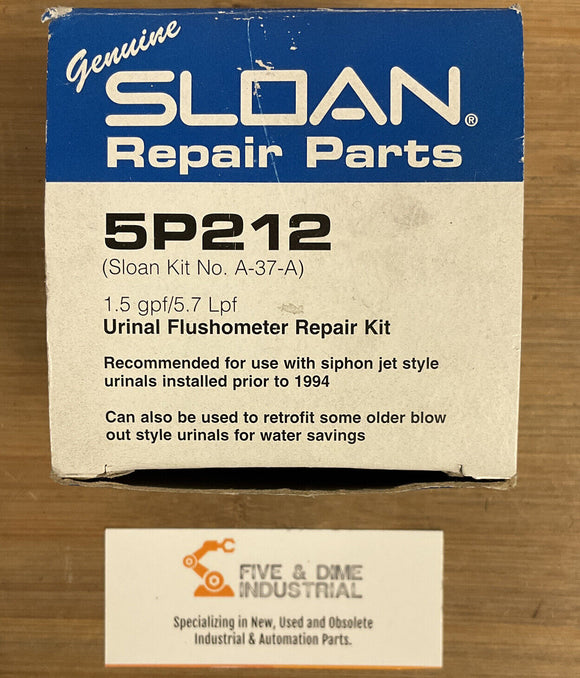 Genuine
SLOAN®
Repair Parts
5P212
(Sloan Kit No. A-37-A)
1.5 gpf/5.7 Lpf
Urinal Flushometer Repair Kit
Recommended for use with siphon jet style
urinals installed prior to 1994
Can also be used to retrofit some older blow
out style urinals for water savings
FIVE & DIME
INDUSTRIAL
Specializing in New, Used and Obsolete
Industrial & Automation Parts.